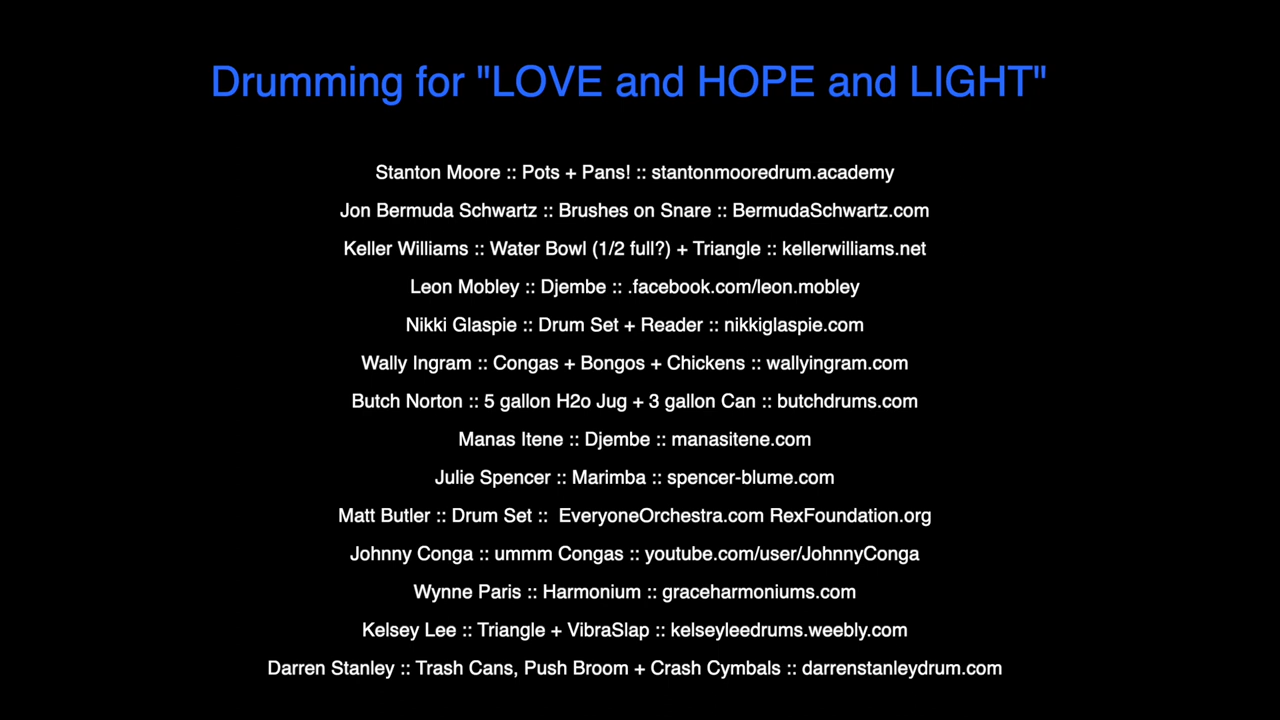 Drumming for "LOVE and HOPE and LIGHT"
Stanton Moore :: Pots + Pans! :: stantonmooredrum.academy
Jon Bermuda Schwartz :: Brushes on Snare :: BermudaSchwartz.com
Keller Williams :: Water Bowl (1/2 full?) + Triangle :: kellerwilliams.net
Leon Mobley :: Djembe :: .facebook.com/leon.mobley
Nikki Glaspie :: Drum Set + Reader :: nikkiglaspie.com
Wally Ingram :: Congas + Bongos + Chickens :: wallyingram.com
Butch Norton :: 5 gallon H2o Jug + 3 gallon Can :: butchdrums.com
Manas Itene :: Djembe :: manasitene.com
Julie Spencer :: Marimba :: spencer-blume.com
Matt Butler :: Drum Set ::  EveryoneOrchestra.com RexFoundation.org
Johnny Conga :: ummm Congas :: youtube.com/user/JohnnyConga
Wynne Paris :: Harmonium :: graceharmoniums.com
Kelsey Lee :: Triangle + VibraSlap :: kelseyleedrums.weebly.com
Darren Stanley :: Trash Cans, Push Broom + Crash Cymbals :: darrenstanleydrum.com